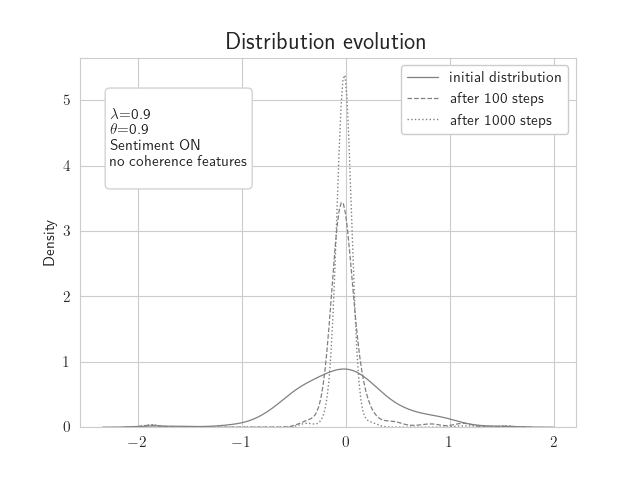 Distribution evolution
λ=0.9
θ=0.9
Sentiment ON
no coherence features
initial distribution
after 100 steps
after 1000 steps
Density
5
4
3
2
1
0
−2 −1 0 1 2